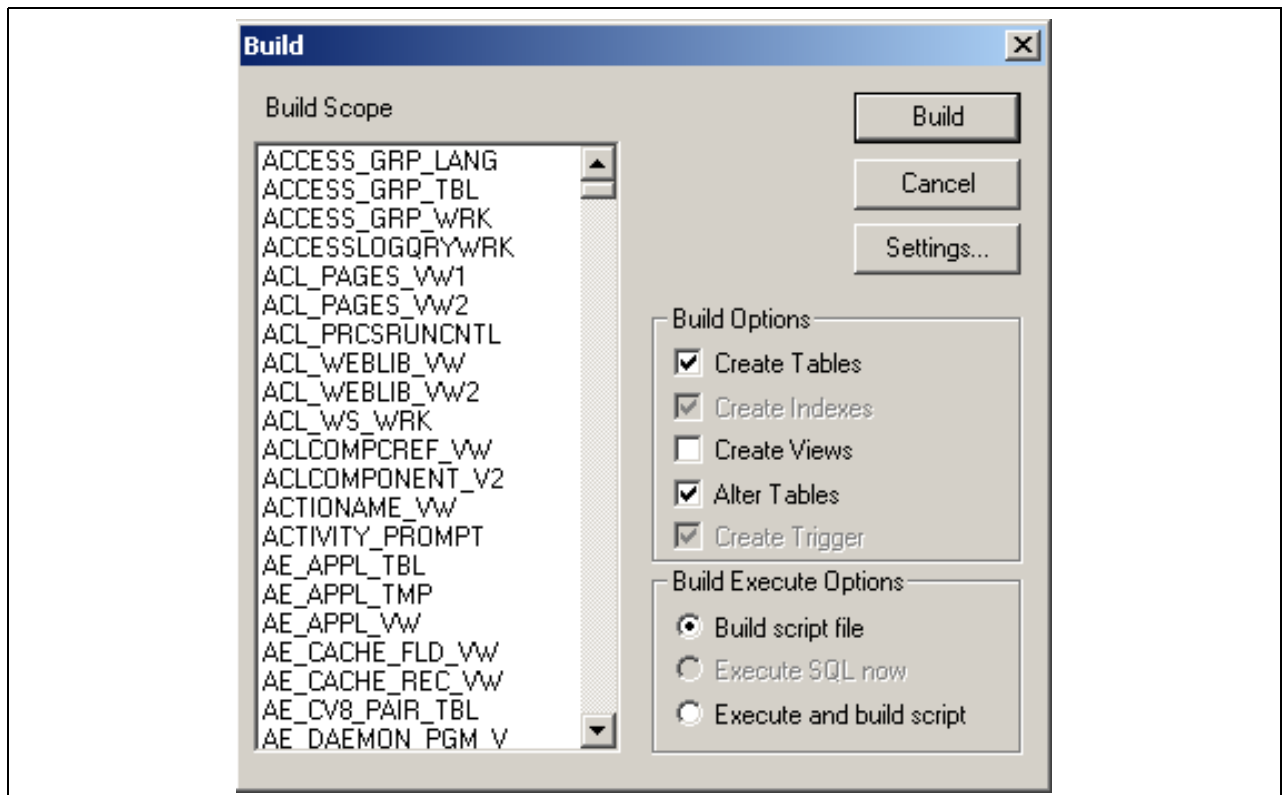 Build
Build Scope
ACCESS_GRP_LANG
ACCESS_GRP_TBL
ACCESS_GRP_WRK
ACCESSLOGQRYWRK
ACL_PAGES_VW1
ACL_PAGES_VW2
ACL_PRCSRUNCNTL
ACL_WEBLIB_VW
ACL_WEBLIB_VW2
ACL_WS_WRK
ACLCOMPCREF_VW
ACLCOMPONENT_V2
ACTIONAME_VW
ACTIVITY_PROMPT
AE_APPL_TBL
AE_APPL_TMP
AE_APPL_VW
AE_CACHE_FLD_VW
AE_CACHE_REC_VW
AE_CV8_PAIR_TBL
AE_DAEMON_PGM_V
Build
Cancel
Settings...
Build Options
Create Tables
Create Indexes
Create Views
Alter Tables
Create Trigger
Build Execute Options
Build script file
Execute SQL now
Execute and build script